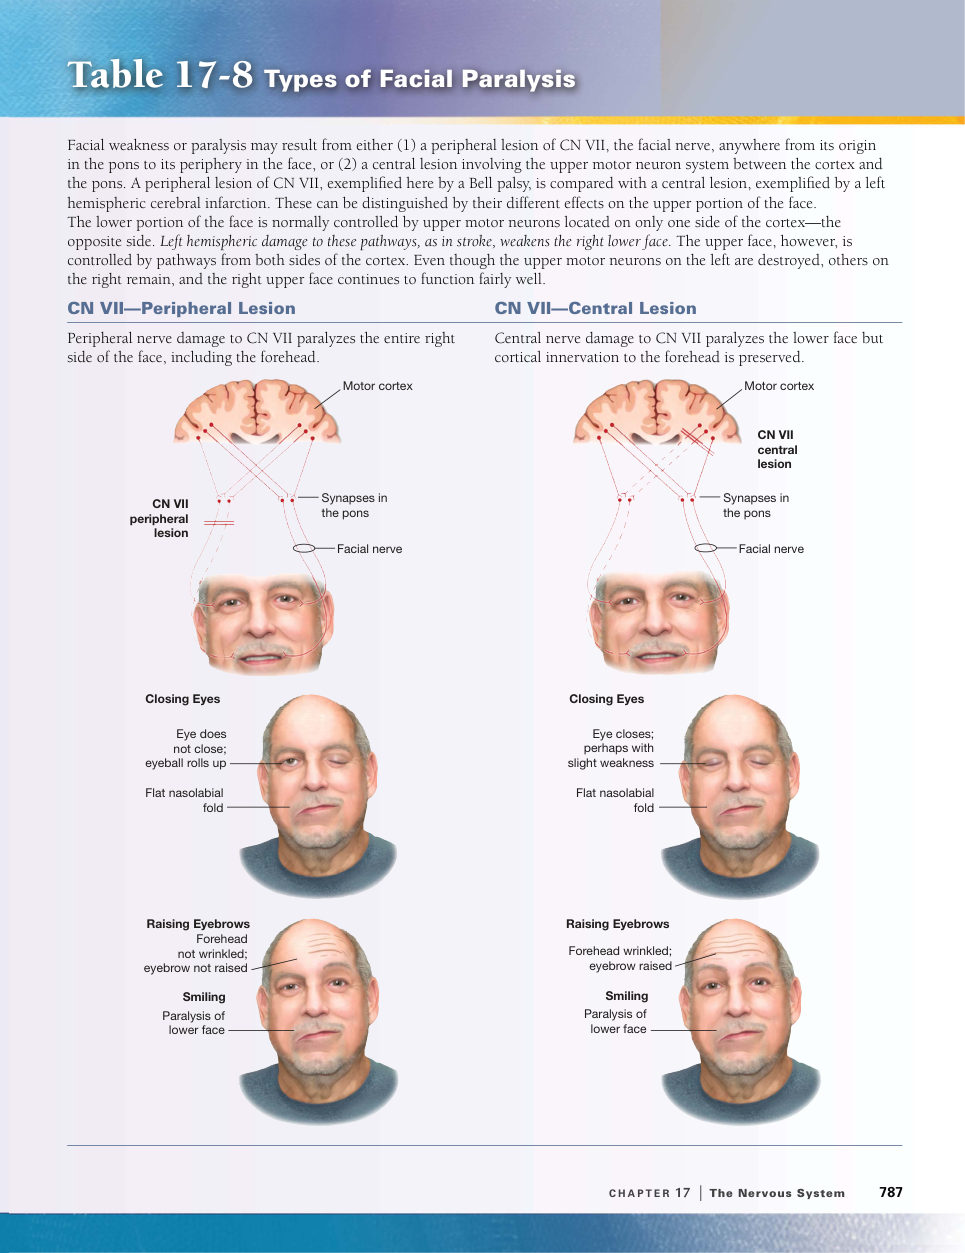 Table 17-8 Types of Facial Paralysis
Facial weakness or paralysis may result from either (1) a peripheral lesion of CN VII, the facial nerve, anywhere from its origin
in the pons to its periphery in the face, or (2) a central lesion involving the upper motor neuron system between the cortex and
the pons. A peripheral lesion of CN VII, exemplified here by a Bell palsy, is compared with a central lesion, exemplified by a left
hemispheric cerebral infarction. These can be distinguished by their different effects on the upper portion of the face.
The lower portion of the face is normally controlled by upper motor neurons located on only one side of the cortex—the
opposite side. Left hemispheric damage to these pathways, as in stroke, weakens the right lower face. The upper face, however, is
controlled by pathways from both sides of the cortex. Even though the upper motor neurons on the left are destroyed, others on
the right remain, and the right upper face continues to function fairly well.
CN VII—Peripheral Lesion
Peripheral nerve damage to CN VII paralyzes the entire right
side of the face, including the forehead.
Motor cortex
CN VII
peripheral
lesion
Synapses in
the pons
Facial nerve
Closing Eyes
Eye does
not close;
eyeball rolls up
Flat nasolabial
fold
Raising Eyebrows
Forehead
not wrinkled;
eyebrow not raised
Smiling
Paralysis of
lower face
CN VII—Central Lesion
Central nerve damage to CN VII paralyzes the lower face but
cortical innervation to the forehead is preserved.
Motor cortex
CN VII
central
lesion
Synapses in
the pons
Facial nerve
Closing Eyes
Eye closes;
perhaps with
slight weakness
Flat nasolabial
fold
Raising Eyebrows
Forehead wrinkled;
eyebrow raised
Smiling
Paralysis of
lower face
CHAPTER 17 | The Nervous System 787